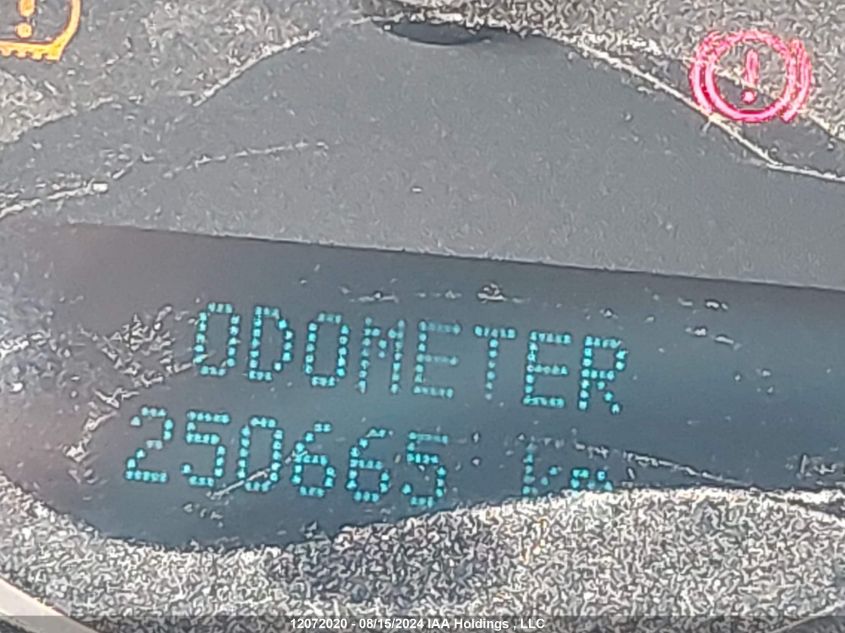 ODOMETER
250665 km
12072020 - 08/15/2024 IAA Holdings , LLC